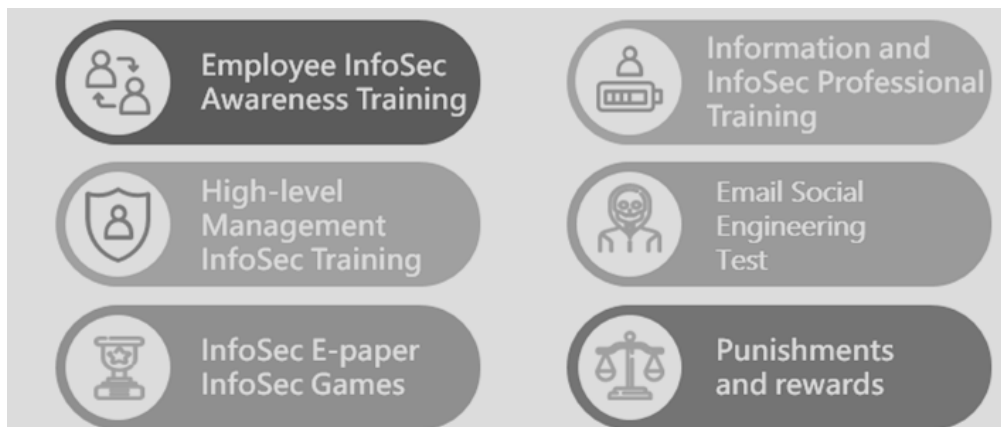 Employee InfoSec
Awareness Training
Information and
InfoSec Professional
Training
High-level
Management
InfoSec Training
Email Social
Engineering
Test
InfoSec E-paper
InfoSec Games
Punishments
and rewards